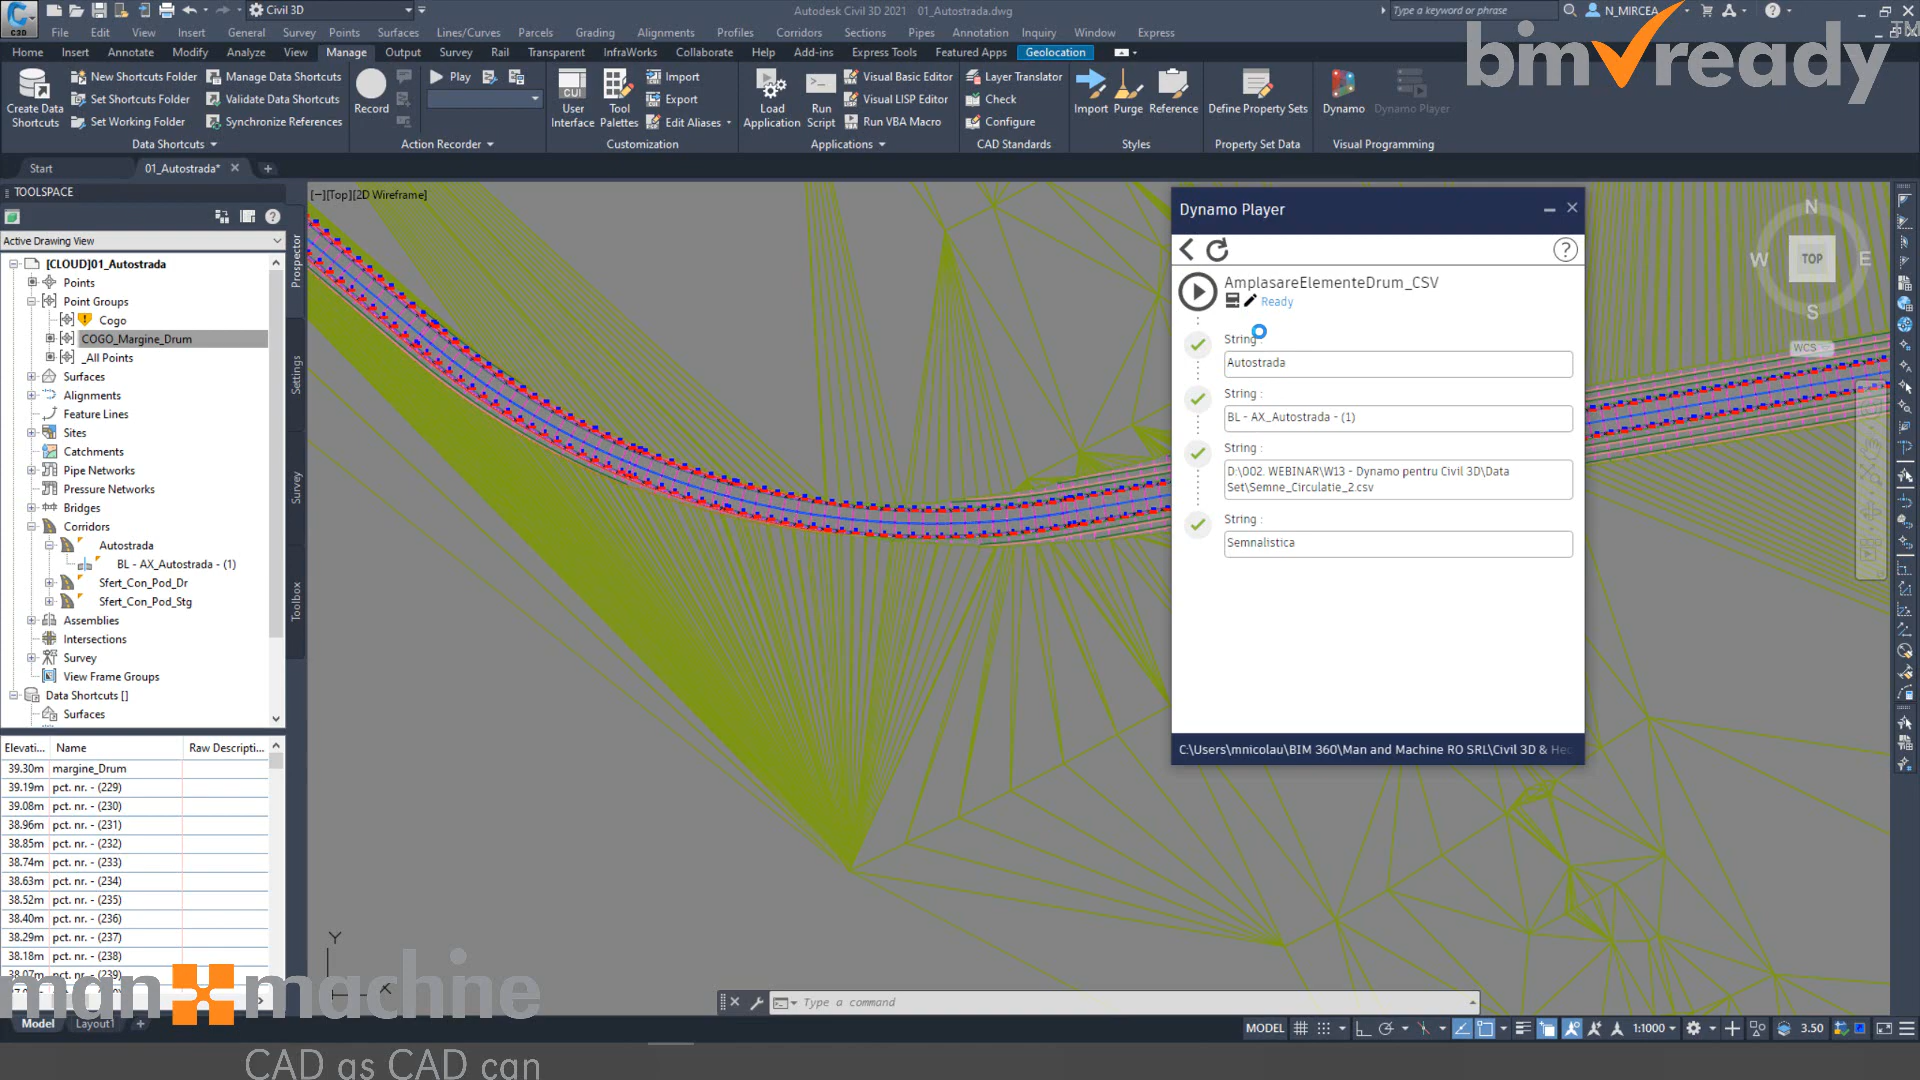 Civil 3D
Autodesk Civil 3D 2021 01_Autostrada.dwg
Type a keyword or phrase
N_MIRCEA
File Edit View Insert General Survey Points Surfaces Lines/Curves Parcels Grading Alignments Profiles Corridors Sections Pipes Annotation Inquiry Window Express
Home Insert Annotate Modify Analyze View Manage Output Survey Rail Transparent InfraWorks Collaborate Help Add-ins Express Tools Featured Apps Geolocation
bimready
Create Data Shortcuts
New Shortcuts Folder
Set Shortcuts Folder
Set Working Folder
Manage Data Shortcuts
Validate Data Shortcuts
Synchronize References
Record
Play
User Interface
Tool Palettes
Import
Export
Edit Aliases
Load Application
Run Script
Visual Basic Editor
Visual LISP Editor
Run VBA Macro
Layer Translator
Check
Configure
Import Purge Reference
Define Property Sets
Dynamo Dynamo Player
Data Shortcuts Action Recorder Customization Applications CAD Standards Styles Property Set Data Visual Programming
Start 01_Autostrada*
TOOLSPACE
Active Drawing View
[CLOUD]01_Autostrada
Points
Point Groups
Cogo
COGO_Margine_Drum
_All Points
Surfaces
Alignments
Feature Lines
Sites
Catchments
Pipe Networks
Pressure Networks
Bridges
Corridors
Autostrada
BL - AX_Autostrada - (1)
Sfert_Con_Pod_Dr
Sfert_Con_Pod_Stg
Assemblies
Intersections
Survey
View Frame Groups
Data Shortcuts []
Surfaces
Prospector
Settings
Survey
Toolbox
Elevati... Name Raw Descripti...
39.30m margine_Drum
39.19m pct. nr. - (229)
39.08m pct. nr. - (230)
38.96m pct. nr. - (231)
38.85m pct. nr. - (232)
38.74m pct. nr. - (233)
38.63m pct. nr. - (234)
38.52m pct. nr. - (235)
38.40m pct. nr. - (236)
38.29m pct. nr. - (237)
38.18m pct. nr. - (238)
38.07m pct. nr. - (239)
[−][Top][2D Wireframe]
Dynamo Player
AmplasareElementeDrum_CSV
Ready
String :
Autostrada
String :
BL - AX_Autostrada - (1)
String :
D:\002. WEBINAR\W13 - Dynamo pentru Civil 3D\Data
Set\Semne_Circulatie_2.csv
String :
Semnalistica
C:\Users\mnicolau\BIM 360\Man and Machine RO SRL\Civil 3D & Hec
N
W TOP E
S
WCS
Y
X
man machine
CAD as CAD can
Type a command
Model Layout1
MODEL 1:1000 3.50